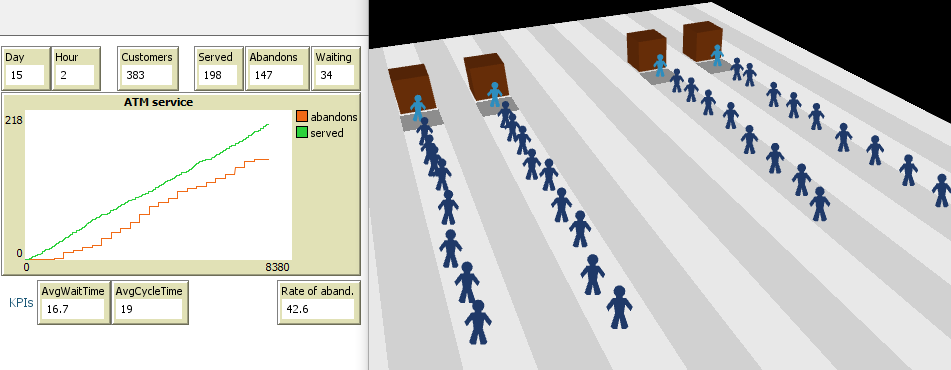 Day Hour Customers Served Abandons Waiting
15 2 383 198 147 34
ATM service
218
abandons
served
0
0 8380
KPIs AvgWaitTime AvgCycleTime Rate of aband.
16.7 19 42.6